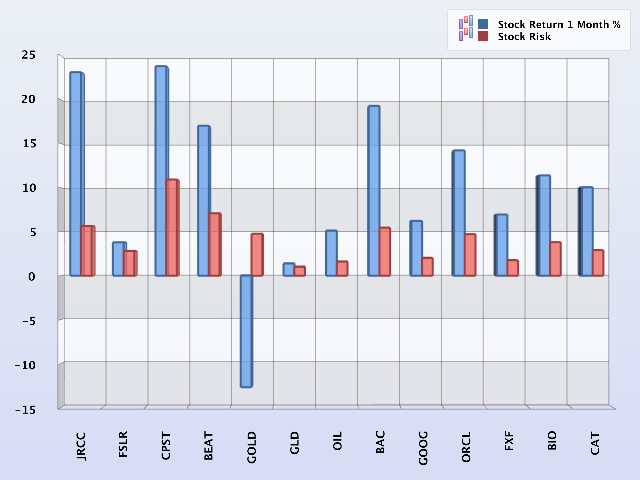 Stock Return 1 Month %
Stock Risk
25
20
15
10
5
0
-5
-10
-15
JRCC
FSLR
CPST
BEAT
GOLD
GLD
OIL
BAC
GOOG
ORCL
FXF
BIO
CAT